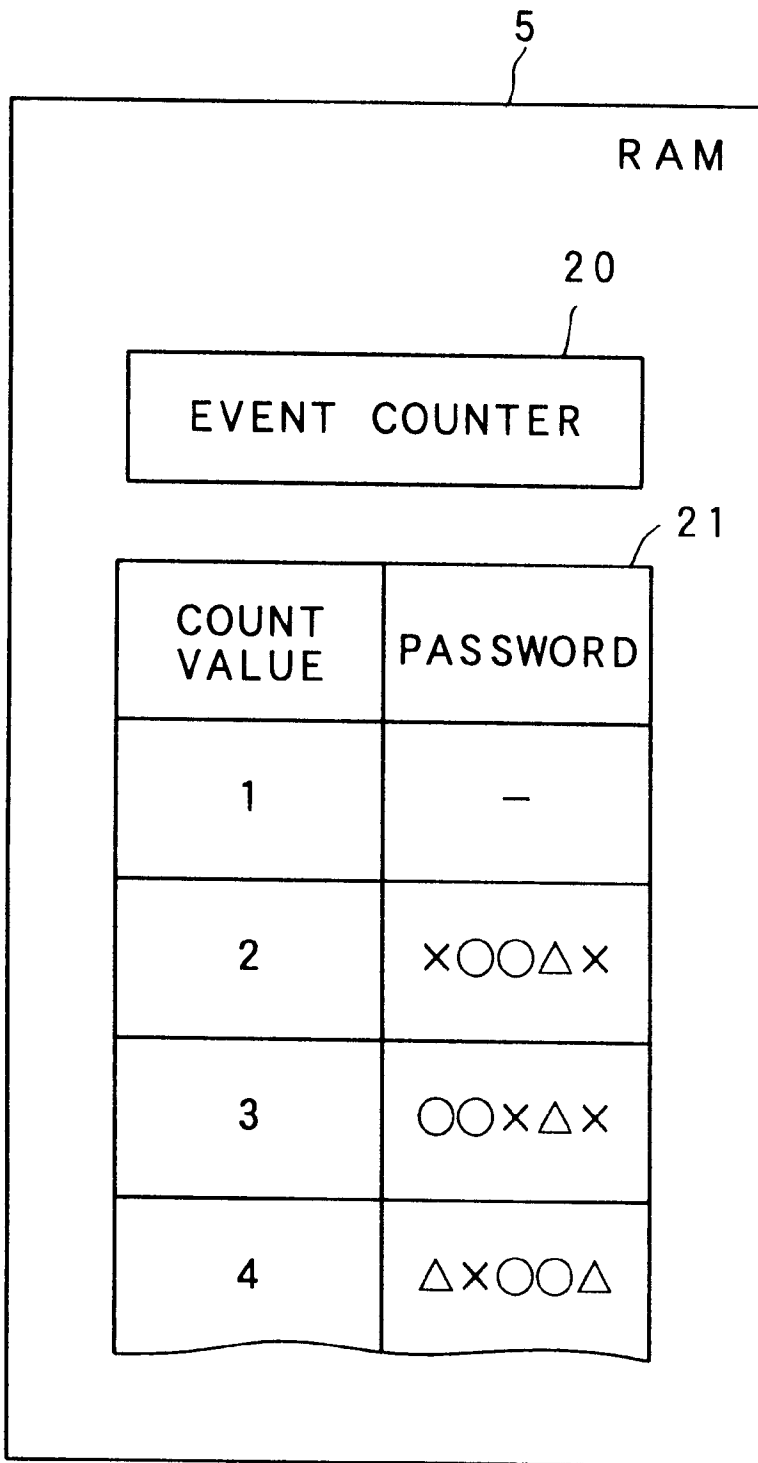 5
RAM
20
EVENT COUNTER
21
COUNT VALUE
PASSWORD
1
–
2
×○○△×
3
○○×△×
4
△×○○△